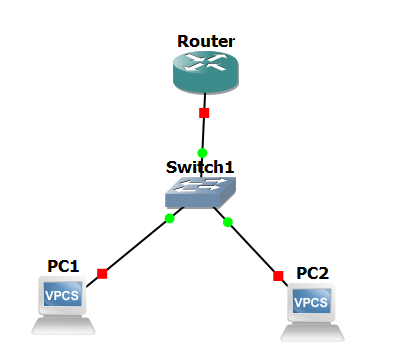 Router
Switch1
PC1
VPCS
PC2
VPCS